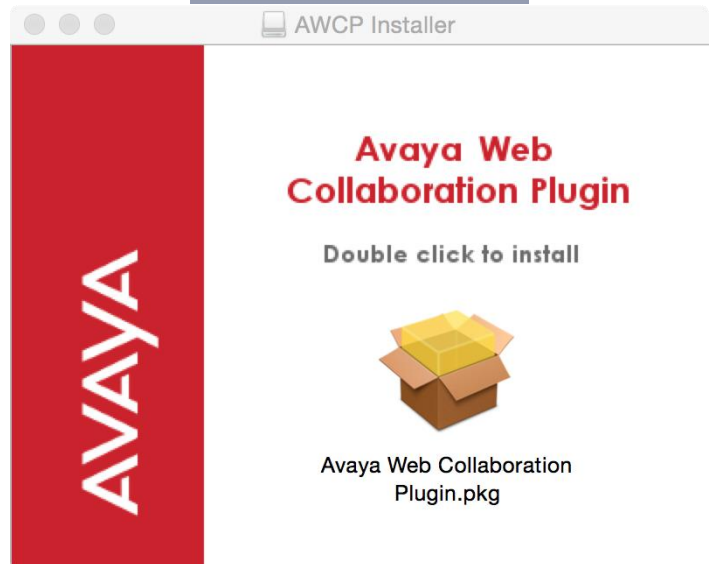 AWCP Installer
AVAYA
Avaya Web
Collaboration Plugin
Double click to install
Avaya Web Collaboration
Plugin.pkg